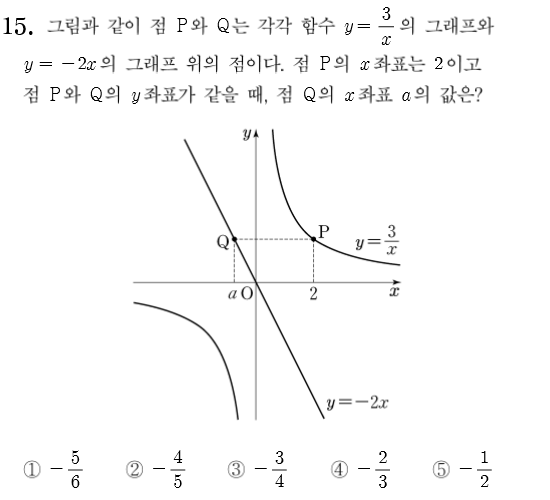 15. 그림과 같이 점 P와 Q는 각각 함수 y = 3/x 의 그래프와
y = -2x의 그래프 위의 점이다. 점 P의 x좌표는 2이고
점 P와 Q의 y좌표가 같을 때, 점 Q의 x좌표 a의 값은?
y
P
Q
y = 3/x
a O 2 x
y = -2x
① -5/6 ② -4/5 ③ -3/4 ④ -2/3 ⑤ -1/2